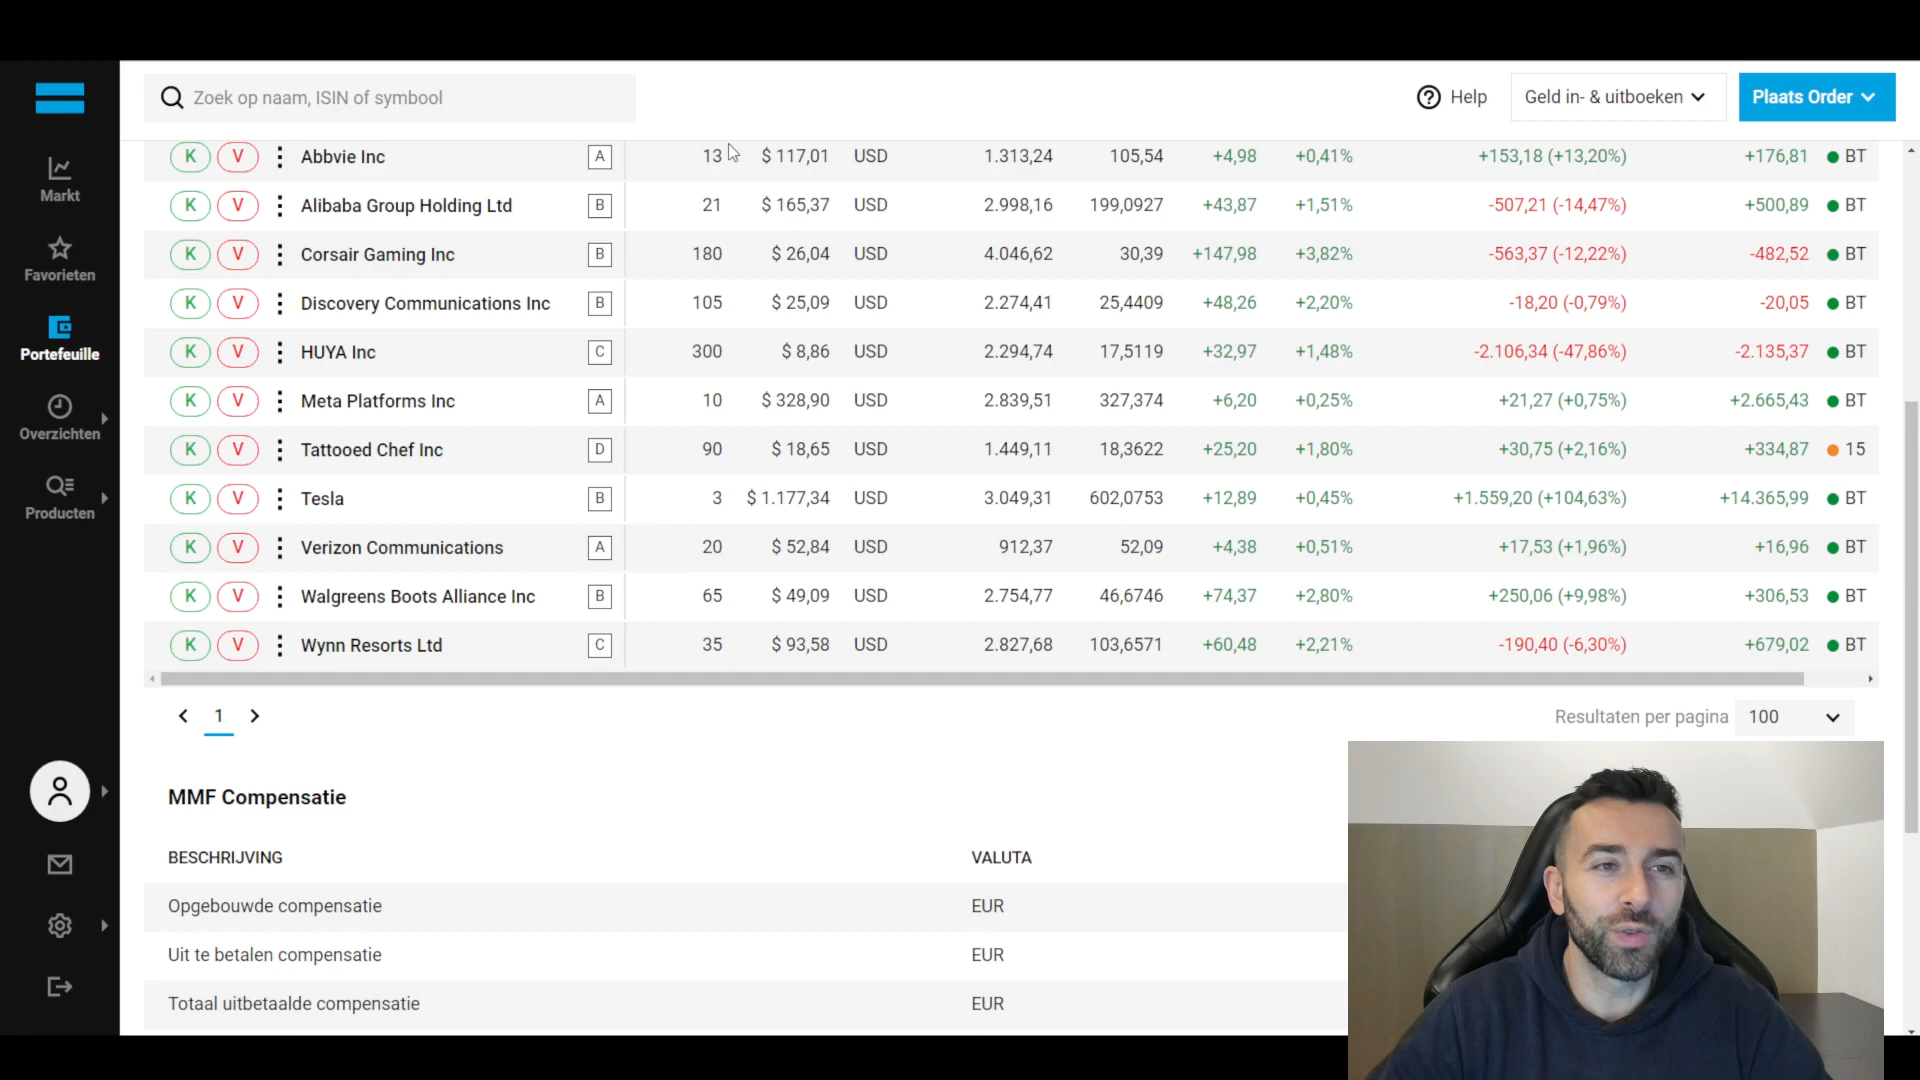 Zoek op naam, ISIN of symbool
Help
Geld in- & uitboeken
Plaats Order
Markt
Favorieten
Portefeuille
Overzichten
Producten
K V Abbvie Inc A 13 $ 117,01 USD 1.313,24 105,54 +4,98 +0,41% +153,18 (+13,20%) +176,81 BT
K V Alibaba Group Holding Ltd B 21 $ 165,37 USD 2.998,16 199,0927 +43,87 +1,51% -507,21 (-14,47%) +500,89 BT
K V Corsair Gaming Inc B 180 $ 26,04 USD 4.046,62 30,39 +147,98 +3,82% -563,37 (-12,22%) -482,52 BT
K V Discovery Communications Inc B 105 $ 25,09 USD 2.274,41 25,4409 +48,26 +2,20% -18,20 (-0,79%) -20,05 BT
K V HUYA Inc C 300 $ 8,86 USD 2.294,74 17,5119 +32,97 +1,48% -2.106,34 (-47,86%) -2.135,37 BT
K V Meta Platforms Inc A 10 $ 328,90 USD 2.839,51 327,374 +6,20 +0,25% +21,27 (+0,75%) +2.665,43 BT
K V Tattooed Chef Inc D 90 $ 18,65 USD 1.449,11 18,3622 +25,20 +1,80% +30,75 (+2,16%) +334,87 15
K V Tesla B 3 $ 1.177,34 USD 3.049,31 602,0753 +12,89 +0,45% +1.559,20 (+104,63%) +14.365,99 BT
K V Verizon Communications A 20 $ 52,84 USD 912,37 52,09 +4,38 +0,51% +17,53 (+1,96%) +16,96 BT
K V Walgreens Boots Alliance Inc B 65 $ 49,09 USD 2.754,77 46,6746 +74,37 +2,80% +250,06 (+9,98%) +306,53 BT
K V Wynn Resorts Ltd C 35 $ 93,58 USD 2.827,68 103,6571 +60,48 +2,21% -190,40 (-6,30%) +679,02 BT
1
Resultaten per pagina 100
MMF Compensatie
BESCHRIJVING VALUTA
Opgebouwde compensatie EUR
Uit te betalen compensatie EUR
Totaal uitbetaalde compensatie EUR